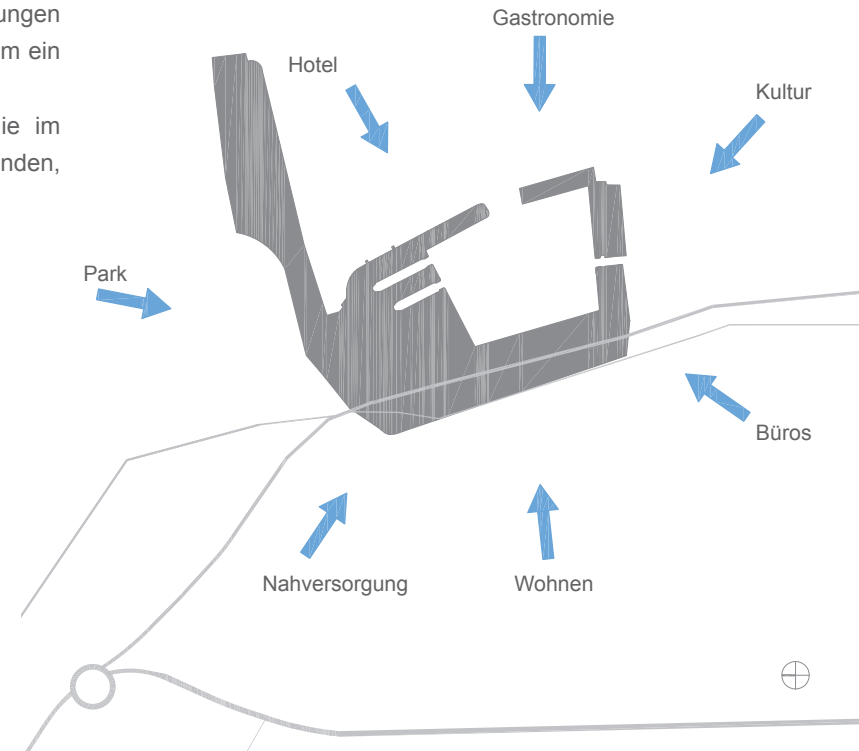 ungen
m ein
ie im
nden,
Gastronomie
Hotel
Kultur
Park
Büros
Nahversorgung
Wohnen